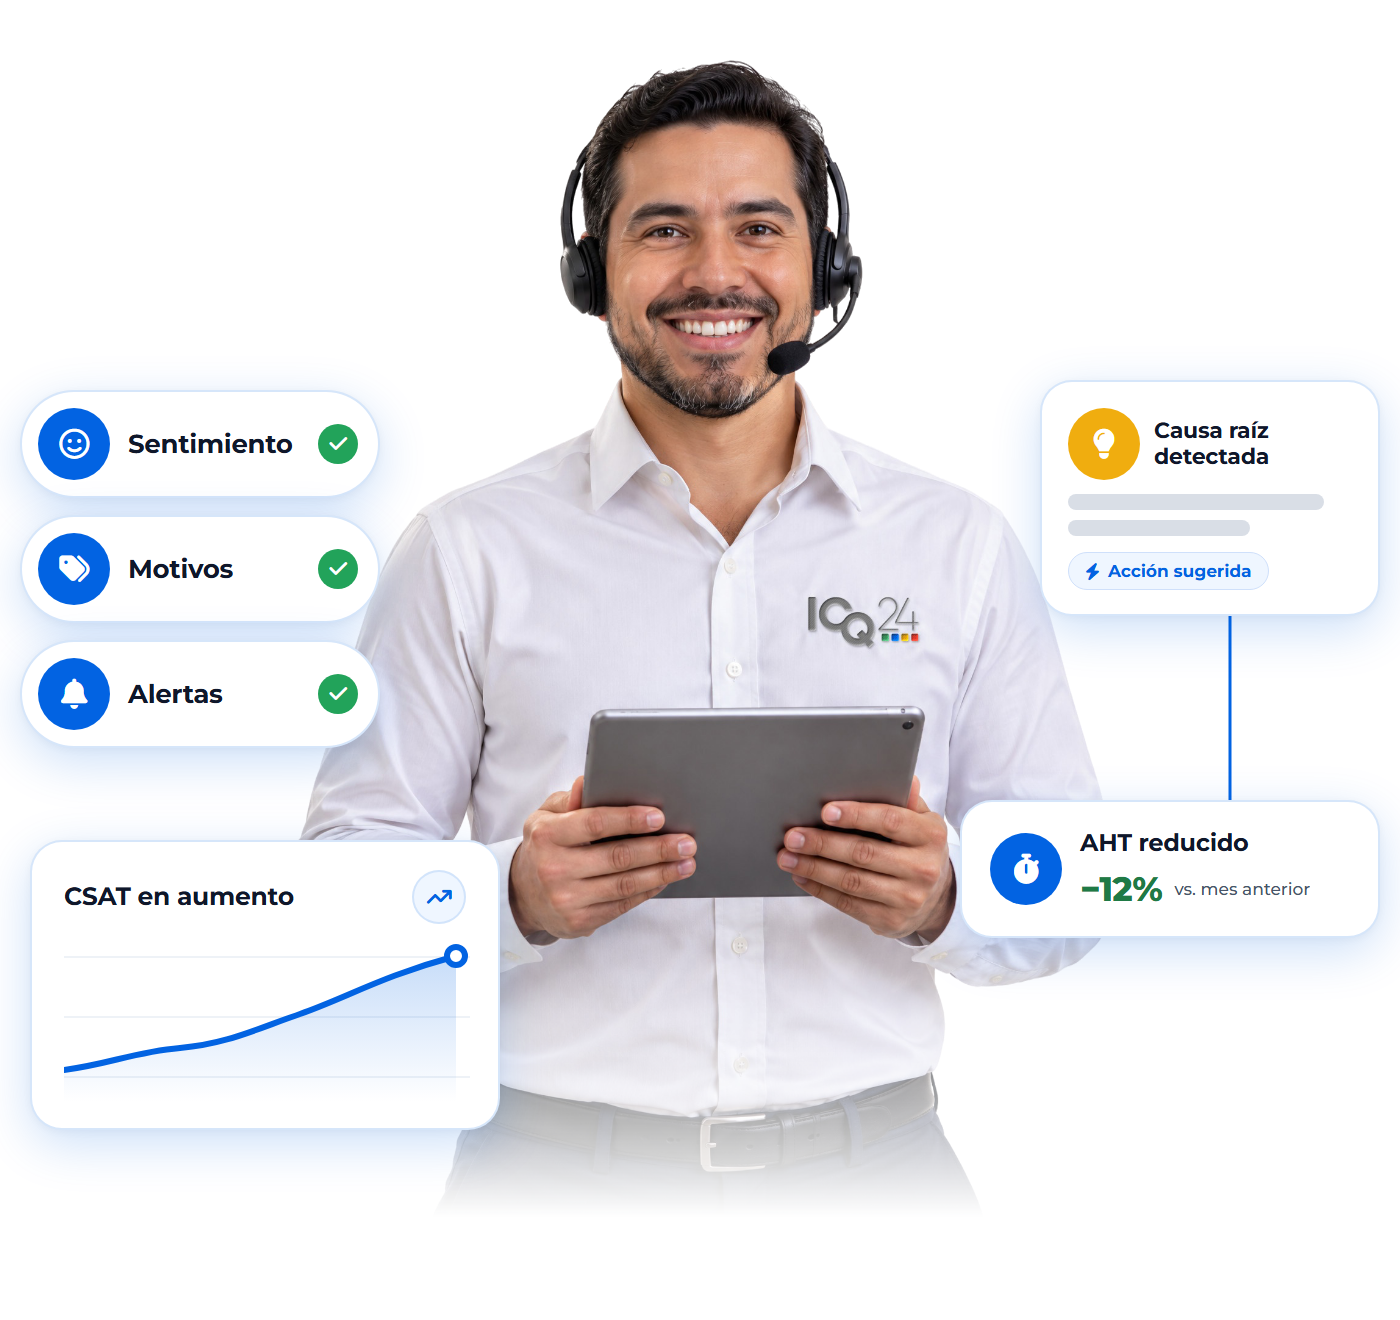 Sentimiento
Motivos
Alertas
CSAT en aumento
ICQ24
Causa raíz
detectada
Acción sugerida
AHT reducido
−12% vs. mes anterior